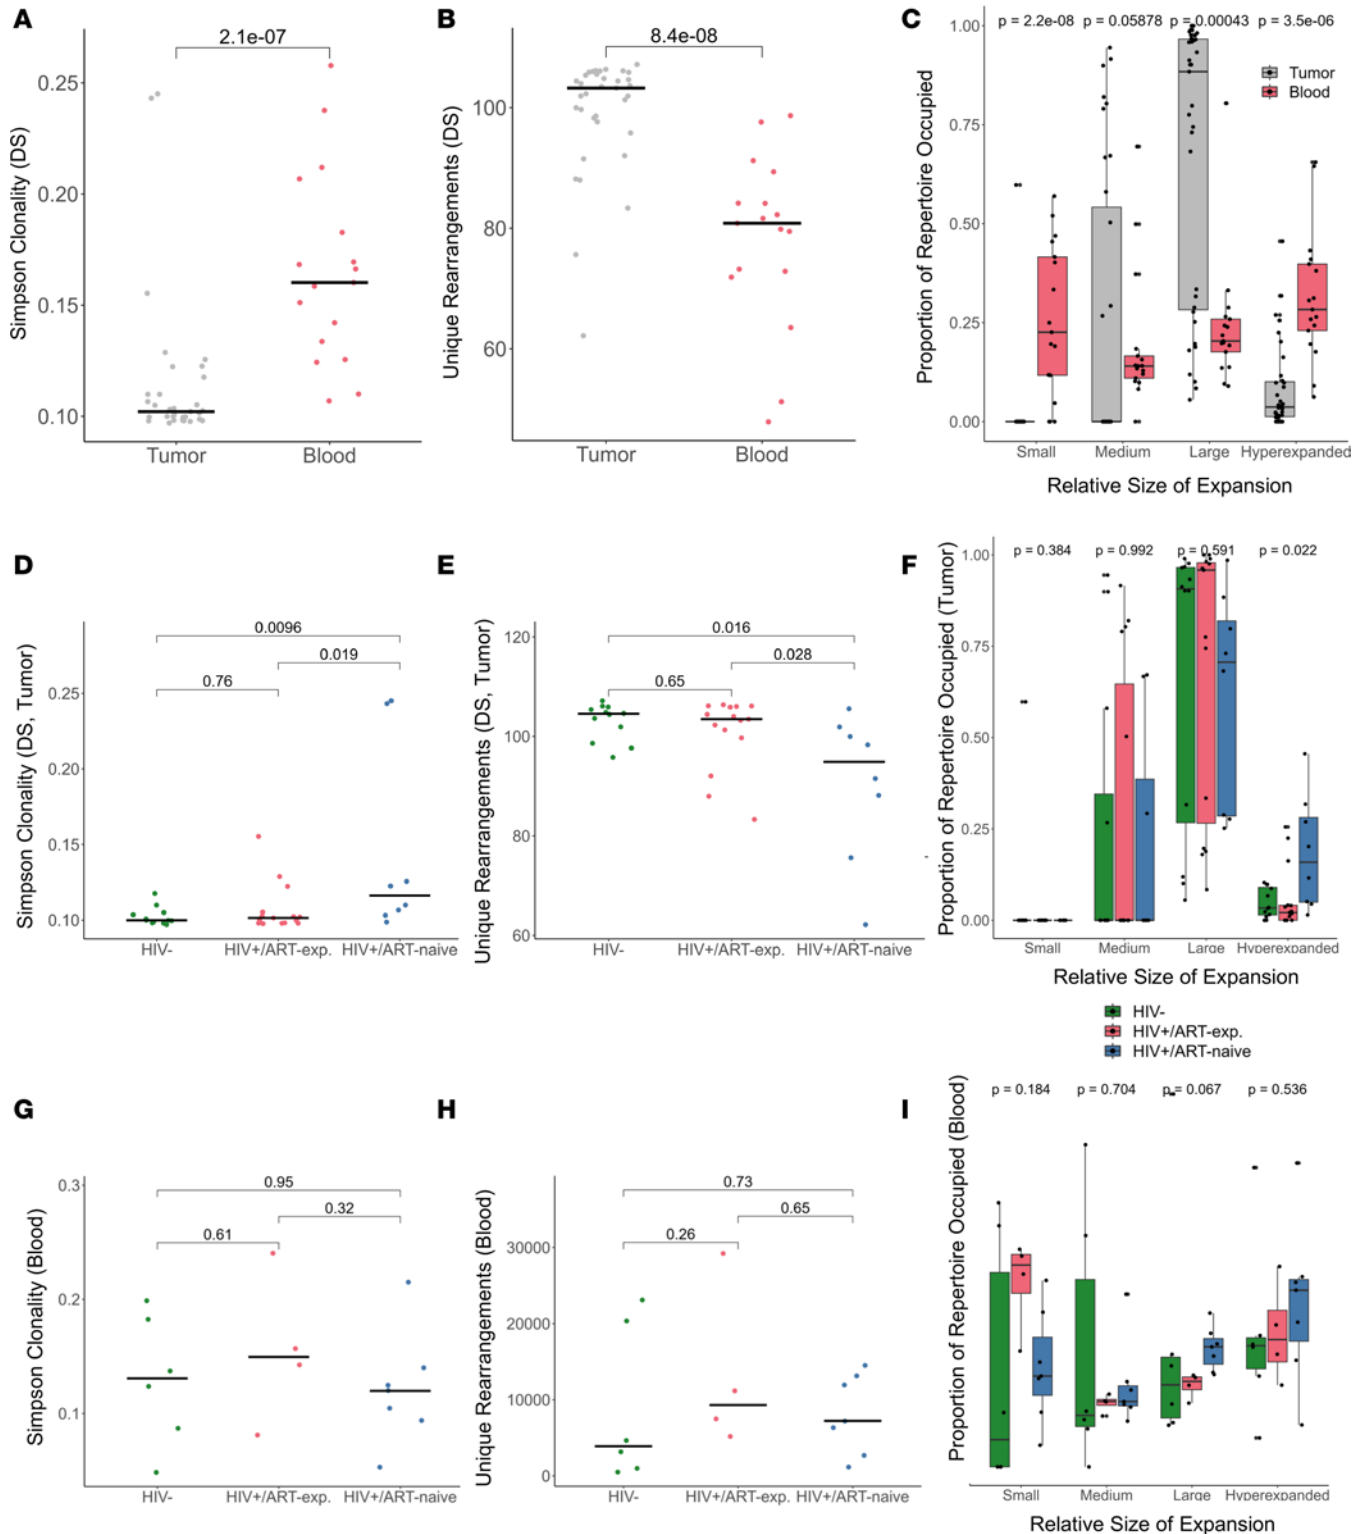 A
2.1e-07
Simpson Clonality (DS)
0.25
0.20
0.15
0.10
Tumor
Blood
B
8.4e-08
Unique Rearrangements (DS)
100
80
60
Tumor
Blood
C
p = 2.2e-08
p = 0.05878
p = 0.00043
p = 3.5e-06
Tumor
Blood
Proportion of Repertoire Occupied
1.00
0.75
0.50
0.25
0.00
Small
Medium
Large
Hyperexpanded
Relative Size of Expansion
D
0.0096
0.019
0.76
Simpson Clonality (DS, Tumor)
0.25
0.20
0.15
0.10
HIV-
HIV+/ART-exp.
HIV+/ART-naive
E
0.016
0.028
0.65
Unique Rearrangements (DS, Tumor)
120
100
80
60
HIV-
HIV+/ART-exp.
HIV+/ART-naive
F
p = 0.384
p = 0.992
p = 0.591
p = 0.022
Proportion of Repertoire Occupied (Tumor)
1.00
0.75
0.50
0.25
0.00
Small
Medium
Large
Hyperexpanded
Relative Size of Expansion
HIV-
HIV+/ART-exp.
HIV+/ART-naive
G
0.95
0.32
0.61
Simpson Clonality (Blood)
0.3
0.2
0.1
HIV-
HIV+/ART-exp.
HIV+/ART-naive
H
0.73
0.65
0.26
Unique Rearrangements (Blood)
30000
20000
10000
0
HIV-
HIV+/ART-exp.
HIV+/ART-naive
I
p = 0.184
p = 0.704
p = 0.067
p = 0.536
Proportion of Repertoire Occupied (Blood)
Small
Medium
Large
Hyperexpanded
Relative Size of Expansion